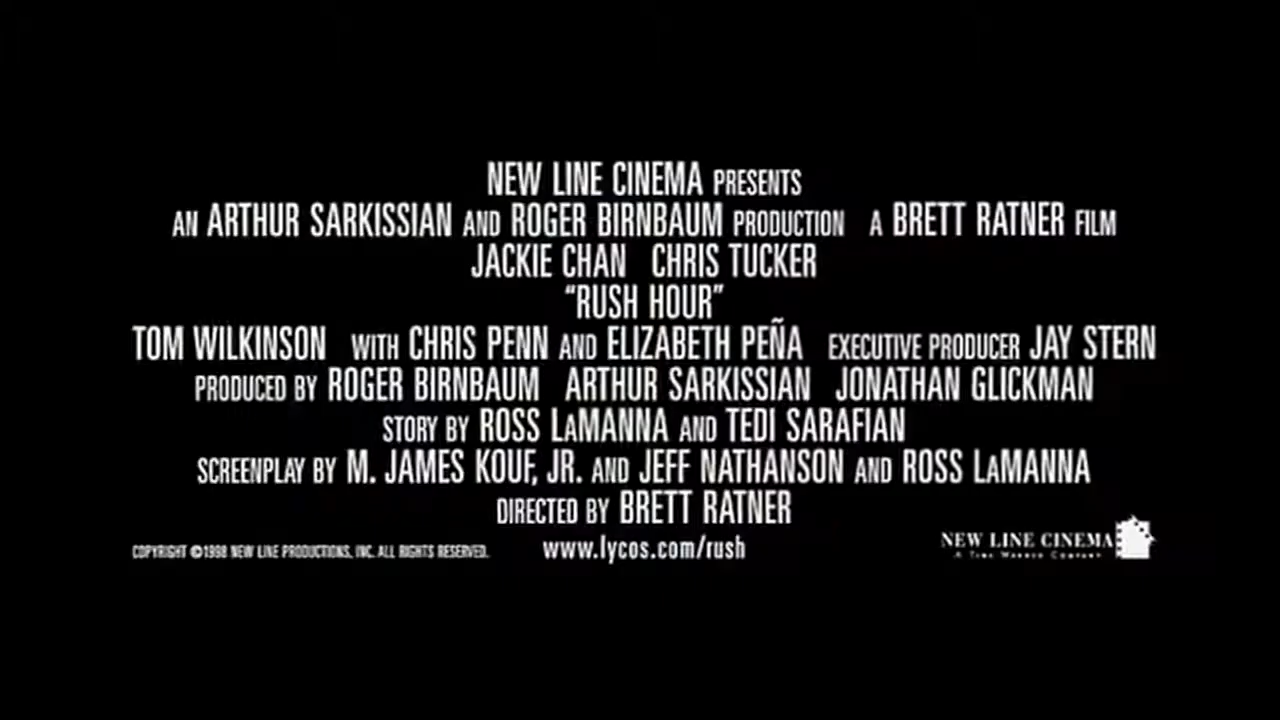 NEW LINE CINEMA PRESENTS
AN ARTHUR SARKISSIAN AND ROGER BIRNBAUM PRODUCTION A BRETT RATNER FILM
JACKIE CHAN CHRIS TUCKER
“RUSH HOUR”
TOM WILKINSON WITH CHRIS PENN AND ELIZABETH PEÑA EXECUTIVE PRODUCER JAY STERN
PRODUCED BY ROGER BIRNBAUM ARTHUR SARKISSIAN JONATHAN GLICKMAN
STORY BY ROSS LAMANNA AND TEDI SARAFIAN
SCREENPLAY BY M. JAMES KOUF, JR. AND JEFF NATHANSON AND ROSS LAMANNA
DIRECTED BY BRETT RATNER
COPYRIGHT ©1998 NEW LINE PRODUCTIONS, INC. ALL RIGHTS RESERVED.
www.lycos.com/rush
NEW LINE CINEMA
A TIME WARNER COMPANY